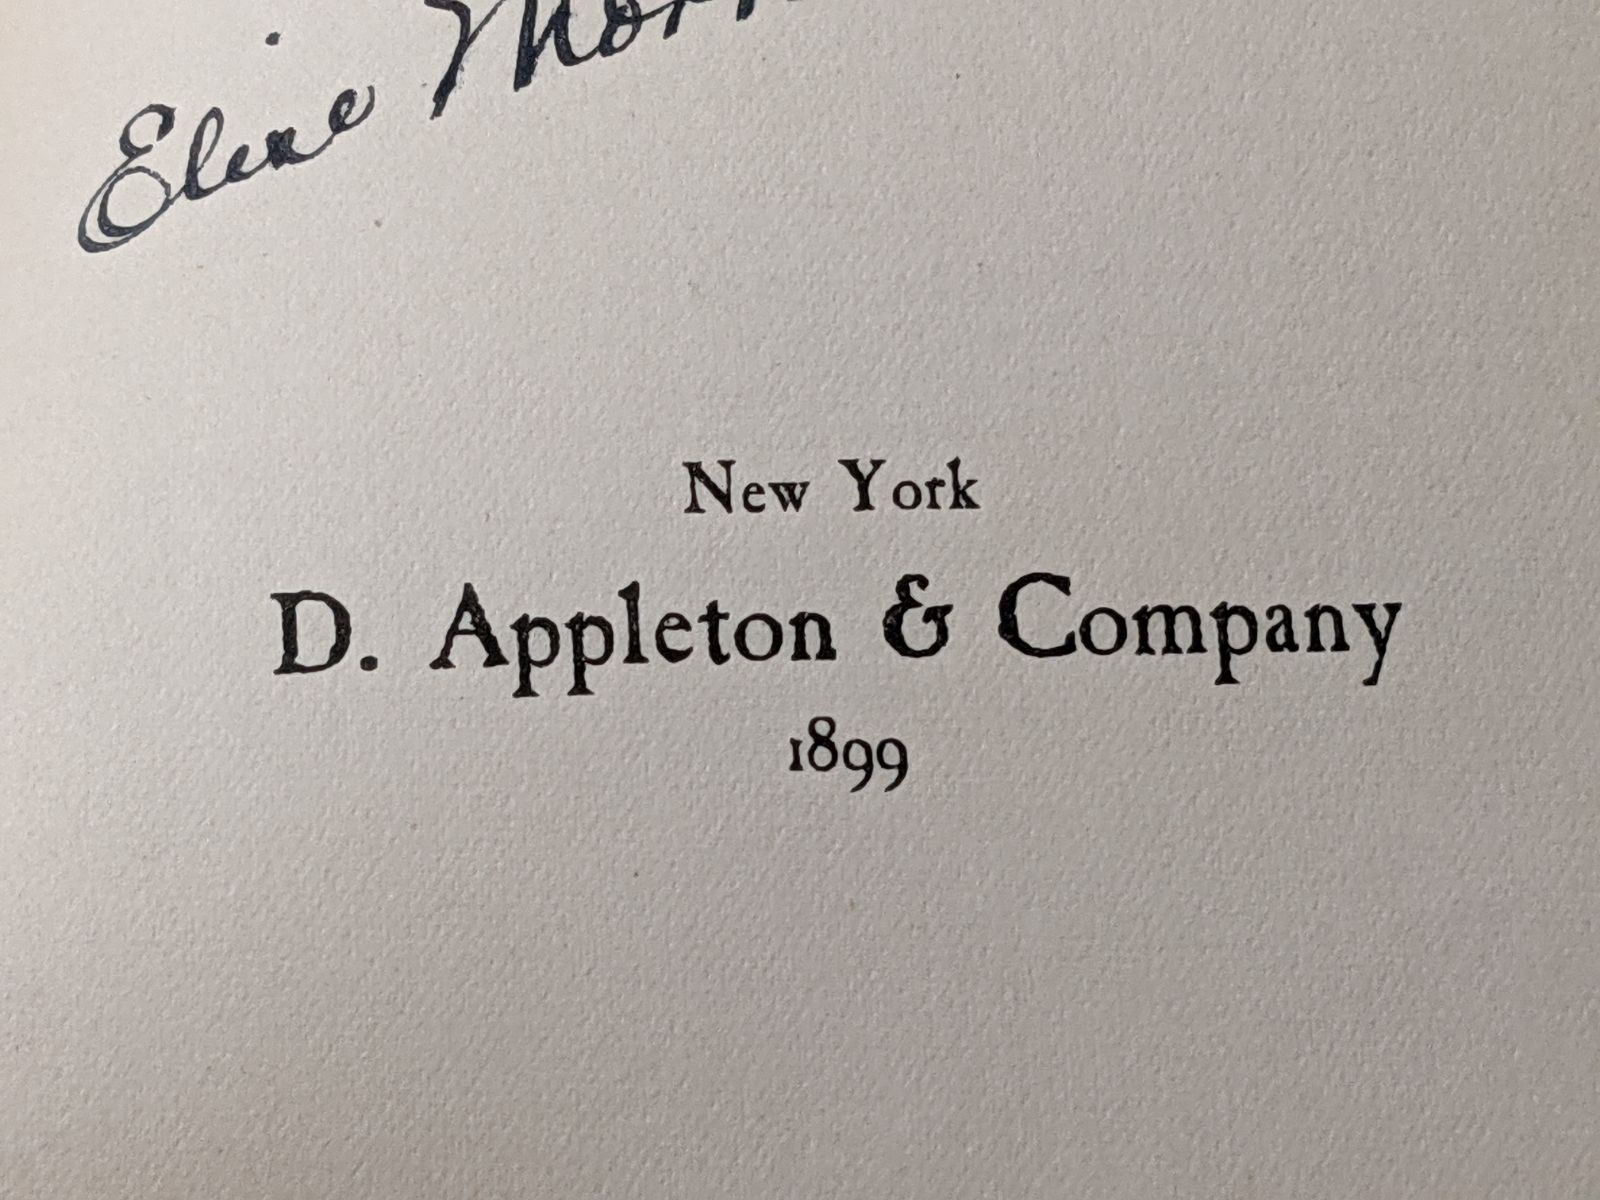 Eline
New York
D. Appleton & Company
1899